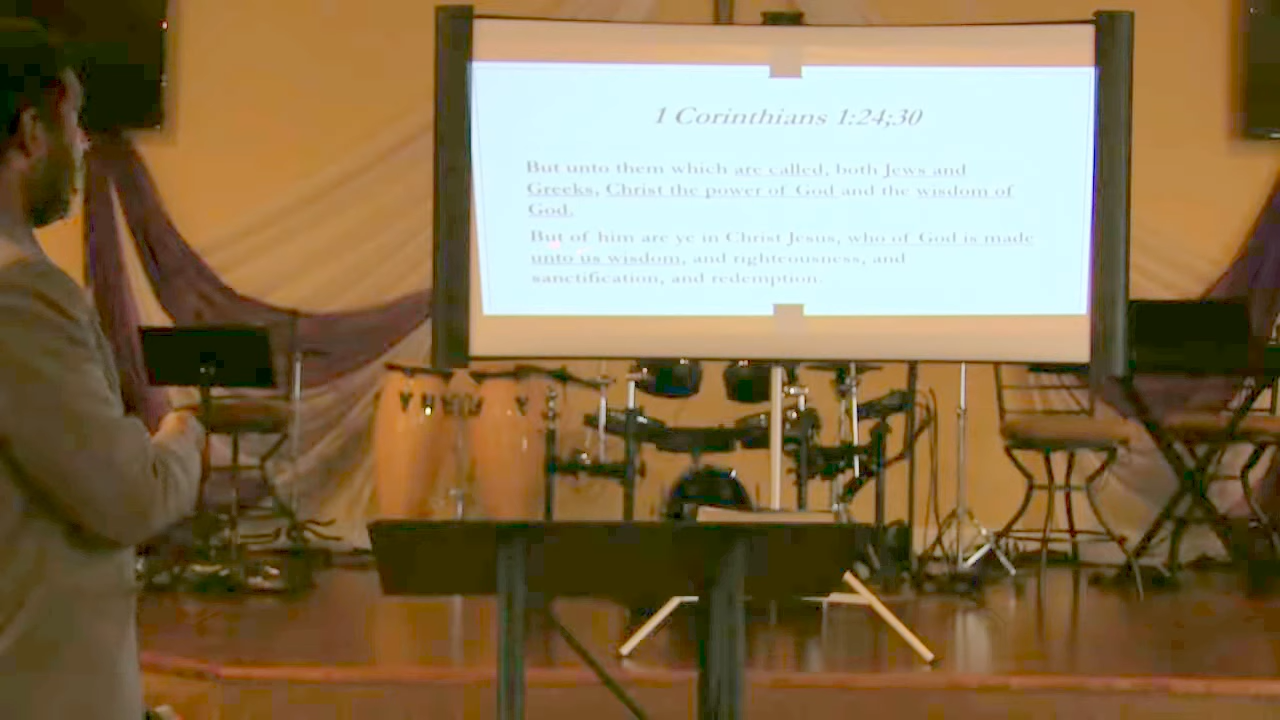 1 Corinthians 1:24;30
But unto them which are called, both Jews and
Greeks, Christ the power of God and the wisdom of
God.
But of him are ye in Christ Jesus, who of God is made
unto us wisdom, and righteousness, and
sanctification, and redemption.